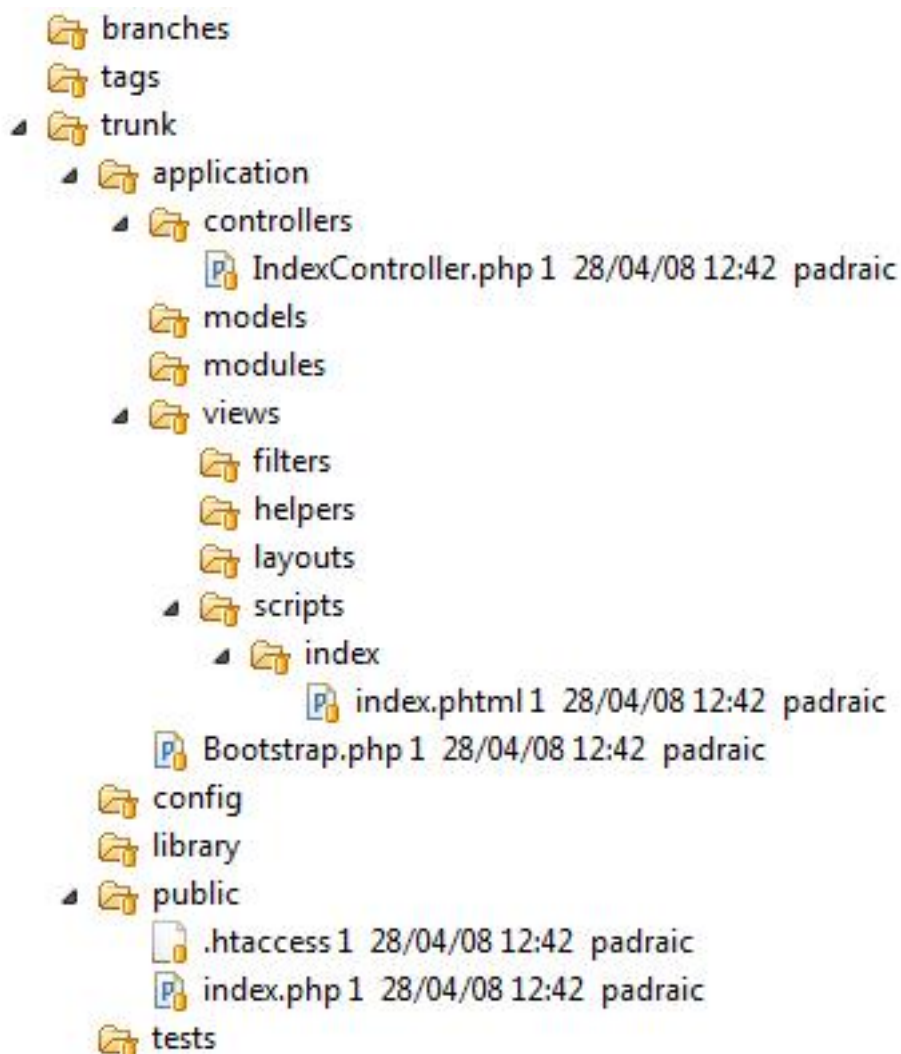 branches
tags
trunk
application
controllers
IndexController.php 1 28/04/08 12:42 padraic
models
modules
views
filters
helpers
layouts
scripts
index
index.phtml 1 28/04/08 12:42 padraic
Bootstrap.php 1 28/04/08 12:42 padraic
config
library
public
.htaccess 1 28/04/08 12:42 padraic
index.php 1 28/04/08 12:42 padraic
tests